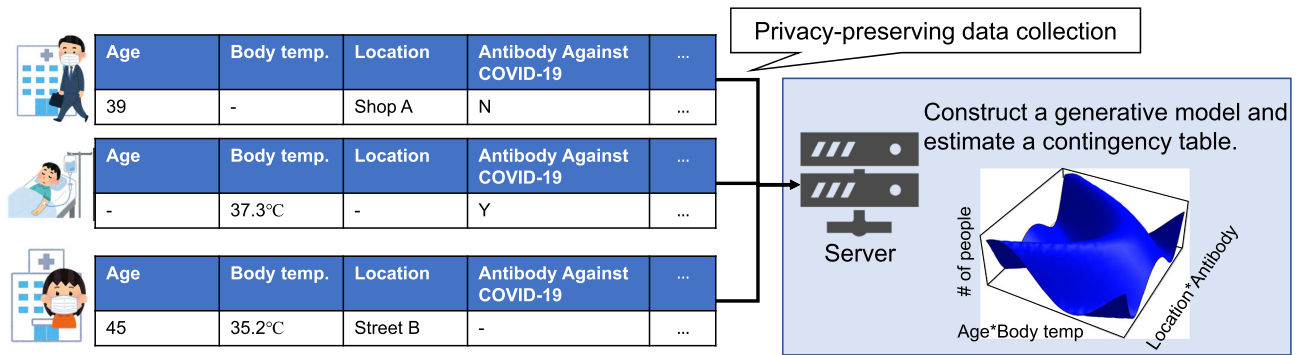 Privacy-preserving data collection
Age Body temp. Location Antibody Against COVID-19 ...
39 - Shop A N ...
Age Body temp. Location Antibody Against COVID-19 ...
- 37.3℃ - Y ...
Age Body temp. Location Antibody Against COVID-19 ...
45 35.2℃ Street B - ...
Construct a generative model and
estimate a contingency table.
Server
# of people
Age*Body temp
Location*Antibody